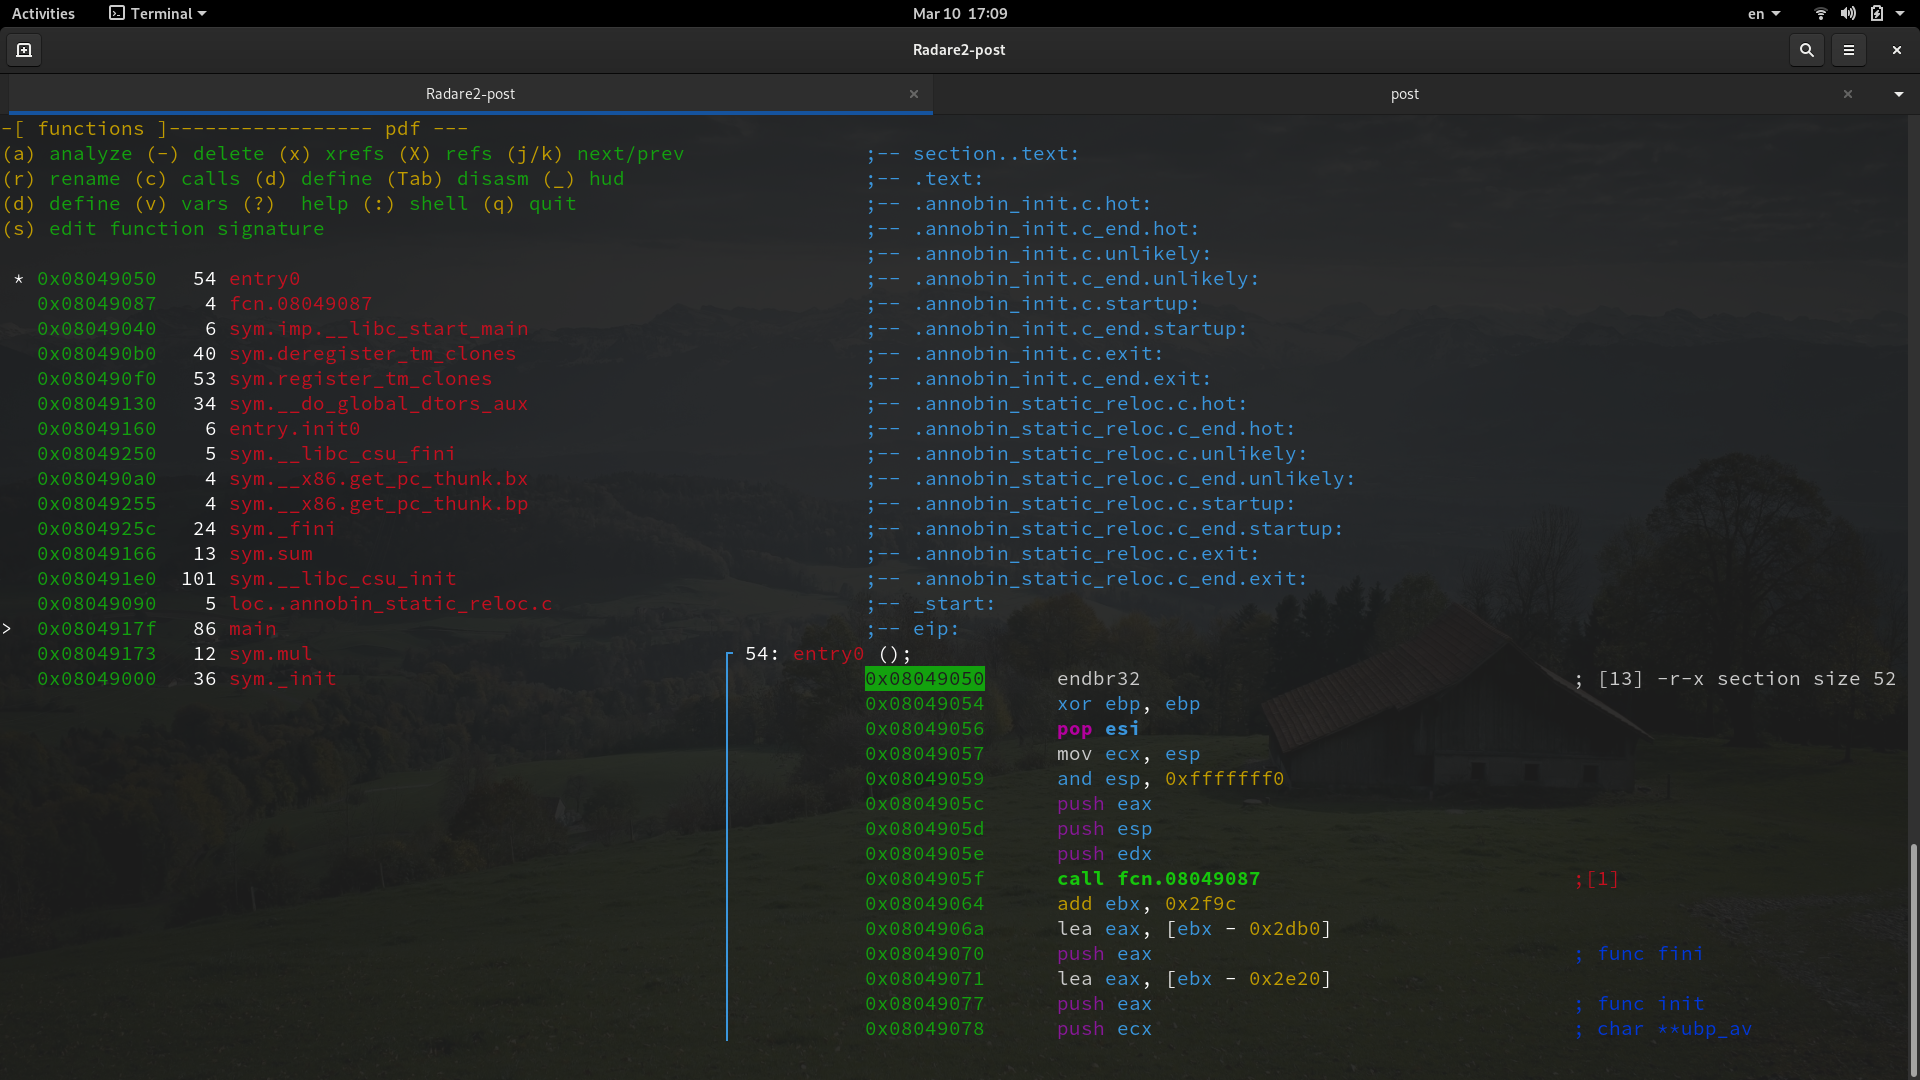 Activities Terminal Mar 10 17:09 en
Radare2-post
Radare2-post × post ×
-[ functions ]----------------- pdf ---
(a) analyze (-) delete (x) xrefs (X) refs (j/k) next/prev
(r) rename (c) calls (d) define (Tab) disasm (_) hud
(d) define (v) vars (?)  help (:) shell (q) quit
(s) edit function signature
* 0x08049050 54 entry0
0x08049087 4 fcn.08049087
0x08049040 6 sym.imp.__libc_start_main
0x080490b0 40 sym.deregister_tm_clones
0x080490f0 53 sym.register_tm_clones
0x08049130 34 sym.__do_global_dtors_aux
0x08049160 6 entry.init0
0x08049250 5 sym.__libc_csu_fini
0x080490a0 4 sym.__x86.get_pc_thunk.bx
0x08049255 4 sym.__x86.get_pc_thunk.bp
0x0804925c 24 sym._fini
0x08049166 13 sym.sum
0x080491e0 101 sym.__libc_csu_init
0x08049090 5 loc..annobin_static_reloc.c
> 0x0804917f 86 main
0x08049173 12 sym.mul
0x08049000 36 sym._init
;-- section..text:
;-- .text:
;-- .annobin_init.c.hot:
;-- .annobin_init.c_end.hot:
;-- .annobin_init.c.unlikely:
;-- .annobin_init.c_end.unlikely:
;-- .annobin_init.c.startup:
;-- .annobin_init.c_end.startup:
;-- .annobin_init.c.exit:
;-- .annobin_init.c_end.exit:
;-- .annobin_static_reloc.c.hot:
;-- .annobin_static_reloc.c_end.hot:
;-- .annobin_static_reloc.c.unlikely:
;-- .annobin_static_reloc.c_end.unlikely:
;-- .annobin_static_reloc.c.startup:
;-- .annobin_static_reloc.c_end.startup:
;-- .annobin_static_reloc.c.exit:
;-- .annobin_static_reloc.c_end.exit:
;-- _start:
;-- eip:
54: entry0 ();
0x08049050 endbr32 ; [13] -r-x section size 52
0x08049054 xor ebp, ebp
0x08049056 pop esi
0x08049057 mov ecx, esp
0x08049059 and esp, 0xfffffff0
0x0804905c push eax
0x0804905d push esp
0x0804905e push edx
0x0804905f call fcn.08049087 ;[1]
0x08049064 add ebx, 0x2f9c
0x0804906a lea eax, [ebx - 0x2db0]
0x08049070 push eax ; func fini
0x08049071 lea eax, [ebx - 0x2e20]
0x08049077 push eax ; func init
0x08049078 push ecx ; char **ubp_av